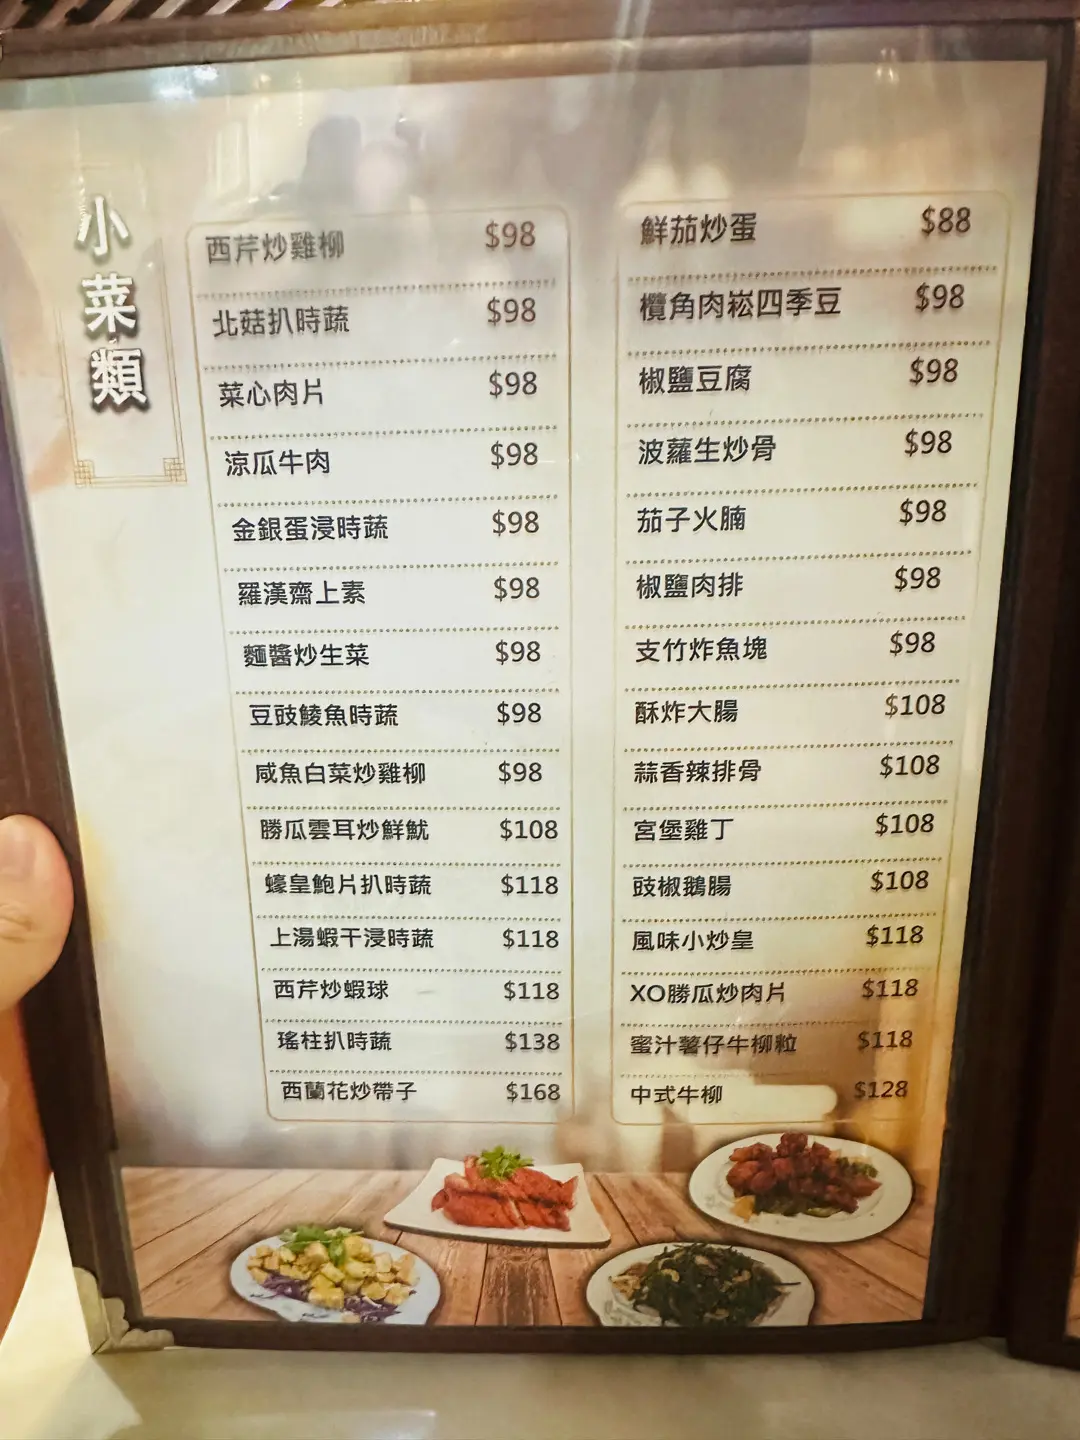 小菜類
西芹炒雞柳 $98
北菇扒時蔬 $98
菜心肉片 $98
涼瓜牛肉 $98
金銀蛋浸時蔬 $98
羅漢齋上素 $98
麵醬炒生菜 $98
豆豉鯪魚時蔬 $98
咸魚白菜炒雞柳 $98
勝瓜雲耳炒鮮魷 $108
蠔皇鮑片扒時蔬 $118
上湯蝦干浸時蔬 $118
西芹炒蝦球 $118
瑤柱扒時蔬 $138
西蘭花炒帶子 $168
鮮茄炒蛋 $88
欖角肉崧四季豆 $98
椒鹽豆腐 $98
波蘿生炒骨 $98
茄子火腩 $98
椒鹽肉排 $98
支竹炸魚塊 $98
酥炸大腸 $108
蒜香辣排骨 $108
宮堡雞丁 $108
豉椒鵝腸 $108
風味小炒皇 $118
XO勝瓜炒肉片 $118
蜜汁薯仔牛柳粒 $118
中式牛柳 $128